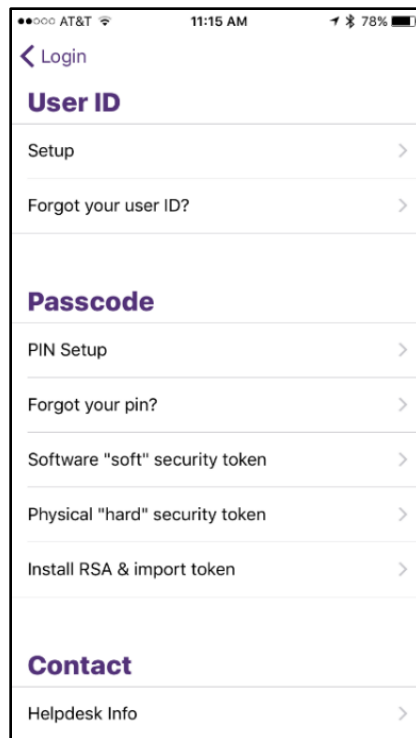 AT&T 11:15 AM 78%
Login
User ID
Setup
Forgot your user ID?
Passcode
PIN Setup
Forgot your pin?
Software "soft" security token
Physical "hard" security token
Install RSA & import token
Contact
Helpdesk Info